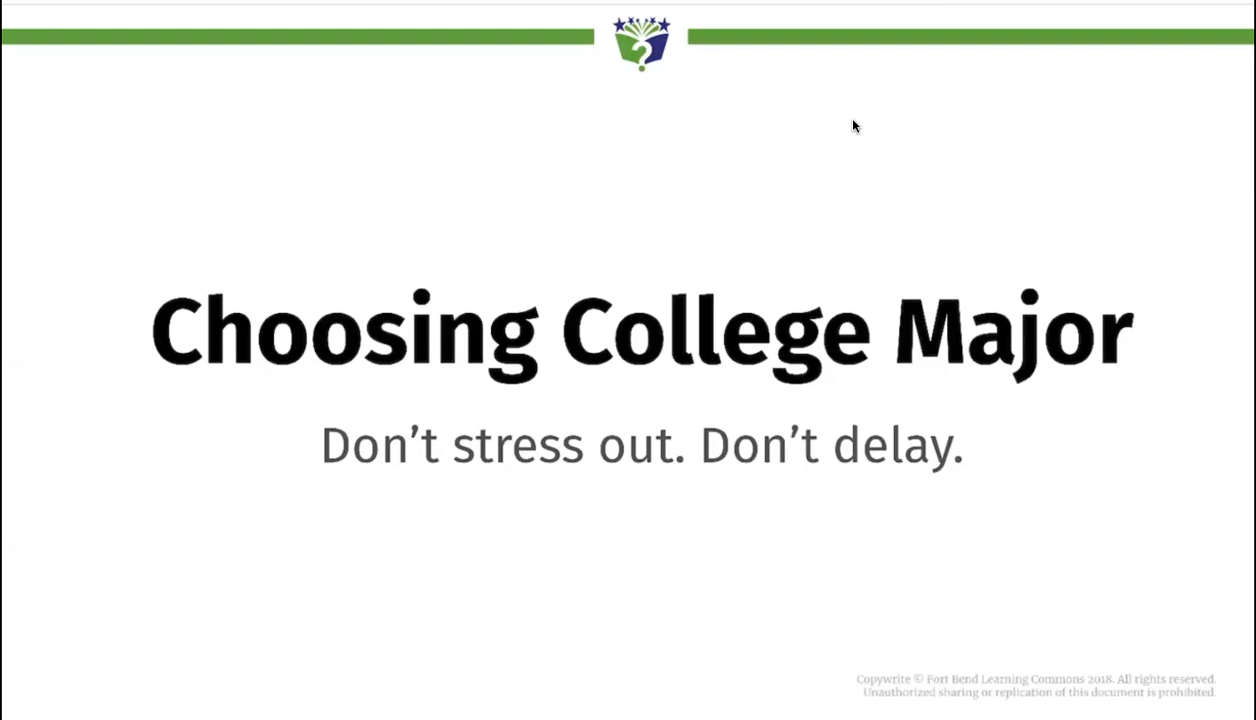 Choosing College Major
Don't stress out. Don't delay.
Copywrite © Fort Bend Learning Commons 2018. All rights reserved.
Unauthorized sharing or replication of this document is prohibited.